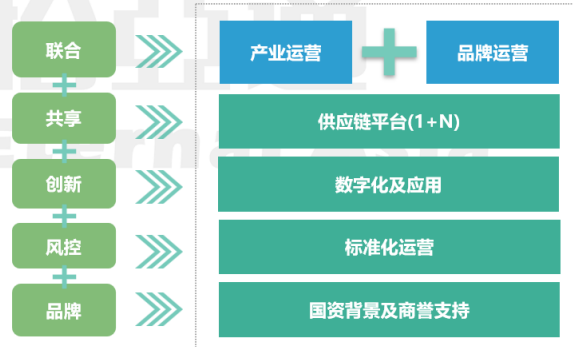 联合
产业运营
品牌运营
共享
供应链平台(1+N)
创新
数字化及应用
风控
标准化运营
品牌
国资背景及商誉支持